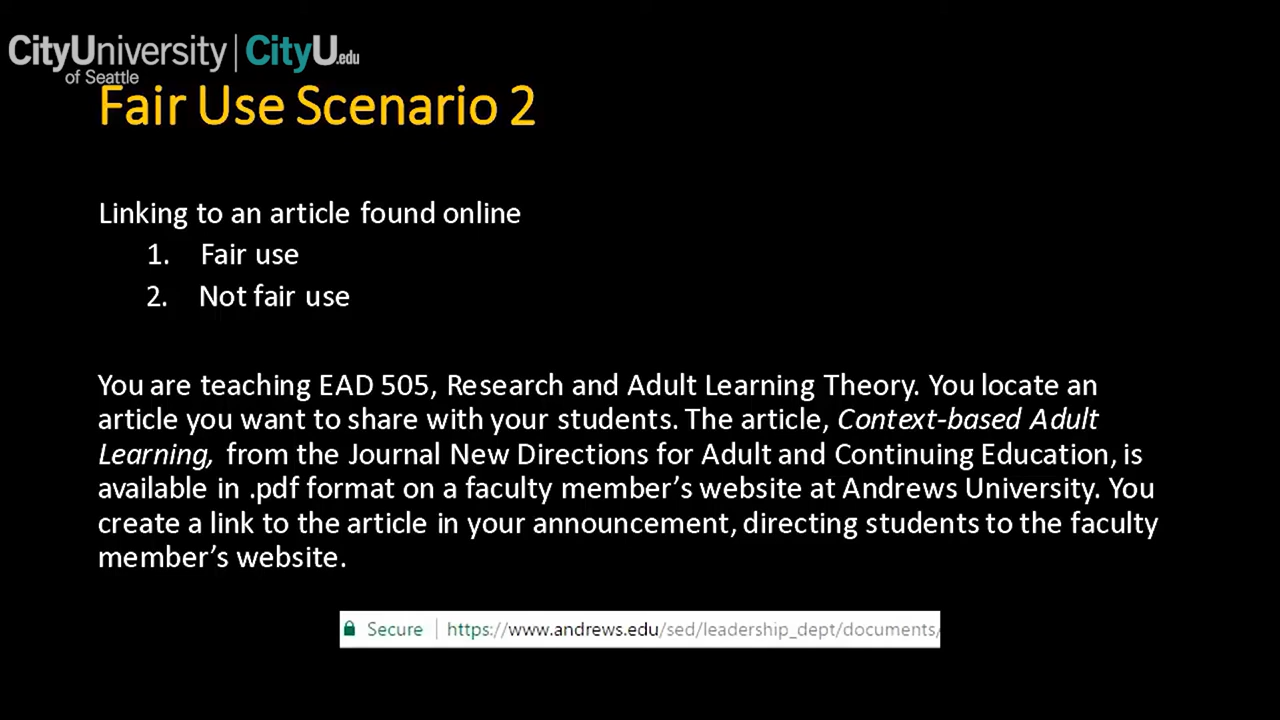 CityUniversity | CityU.edu
of Seattle
Fair Use Scenario 2
Linking to an article found online
1. Fair use
2. Not fair use
You are teaching EAD 505, Research and Adult Learning Theory. You locate an
article you want to share with your students. The article, Context-based Adult
Learning, from the Journal New Directions for Adult and Continuing Education, is
available in .pdf format on a faculty member’s website at Andrews University. You
create a link to the article in your announcement, directing students to the faculty
member’s website.
Secure | https://www.andrews.edu/sed/leadership_dept/documents/